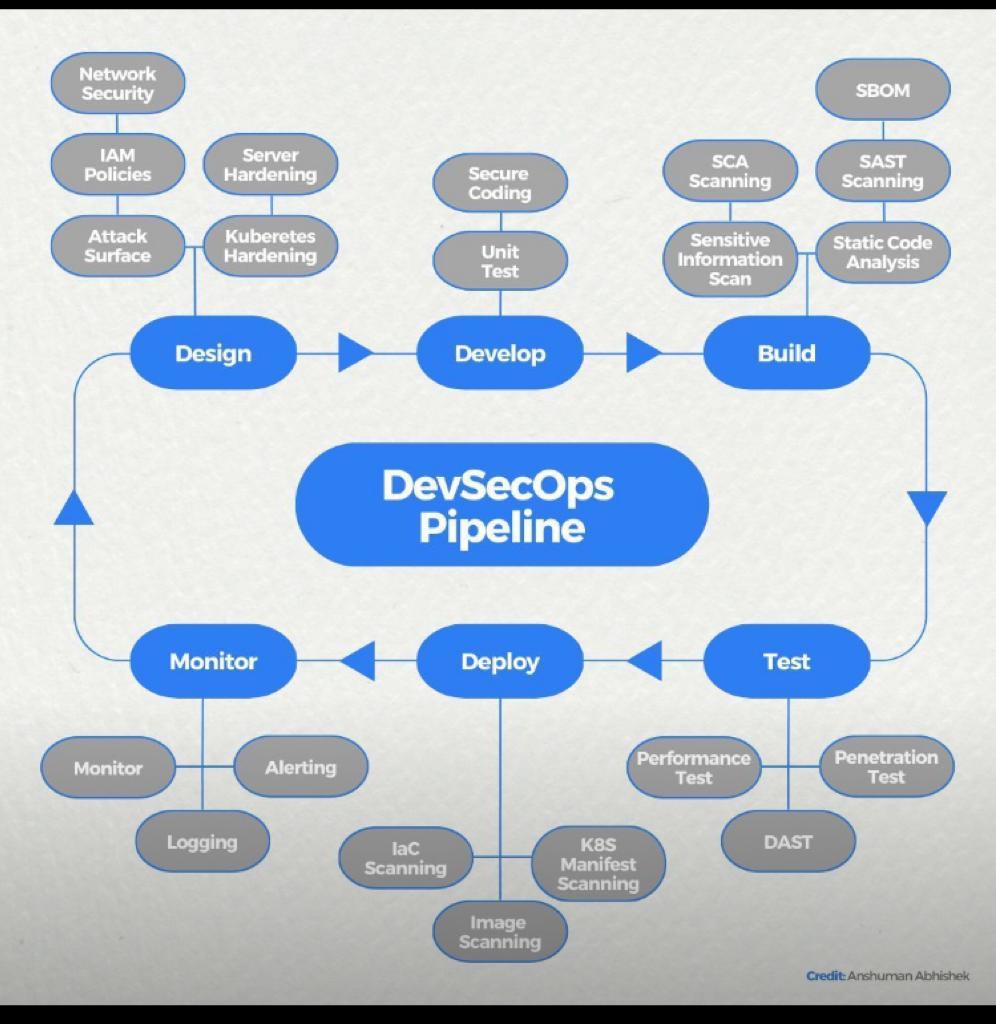 Network
Security
SBOM
IAM
Policies
Server
Hardening
Secure
Coding
SCA
Scanning
SAST
Scanning
Attack
Surface
Kuberetes
Hardening
Unit
Test
Sensitive
Information
Scan
Static Code
Analysis
Design
Develop
Build
DevSecOps
Pipeline
Monitor
Deploy
Test
Monitor
Alerting
Performance
Test
Penetration
Test
Logging
IaC
Scanning
K8S
Manifest
Scanning
DAST
Image
Scanning
Credit: Anshuman Abhishek